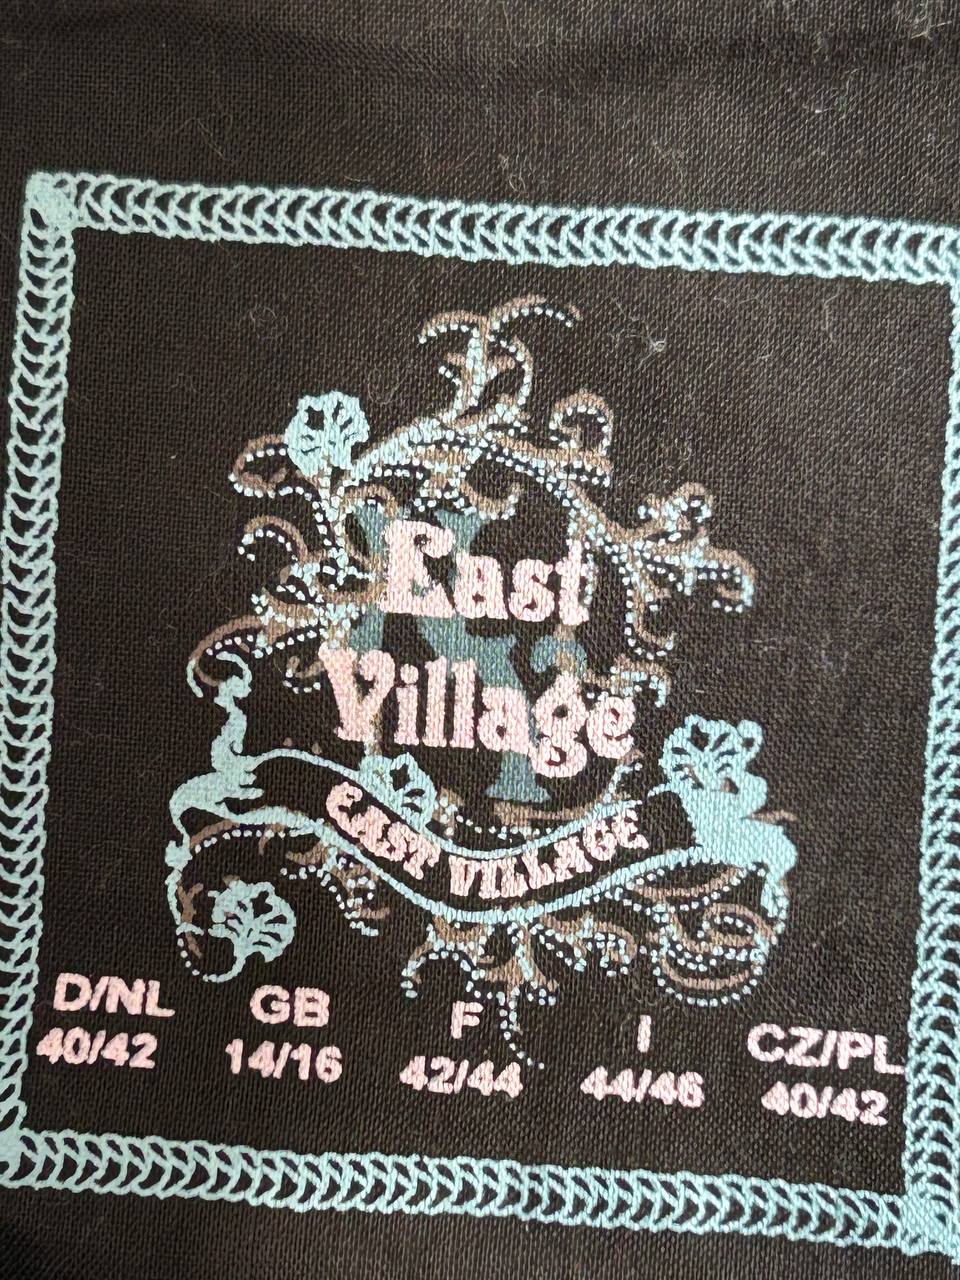 East
Village
EAST VILLAGE
D/NL GB F I CZ/PL
40/42 14/16 42/44 44/46 40/42